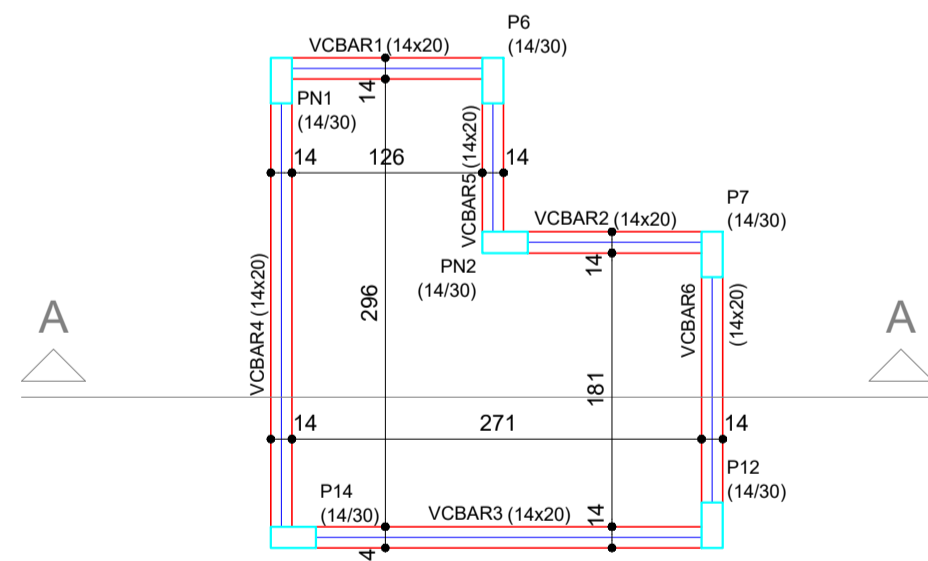 P6
(14/30)
VCBAR1 (14x20)
14
PN1
(14/30)
14
126
14
VCBAR5 (14x20)
P7
(14/30)
VCBAR2 (14x20)
14
PN2
(14/30)
296
VCBAR4 (14x20)
VCBAR6
(14x20)
A
A
181
14
271
14
P12
(14/30)
P14
(14/30)
VCBAR3 (14x20)
14
4